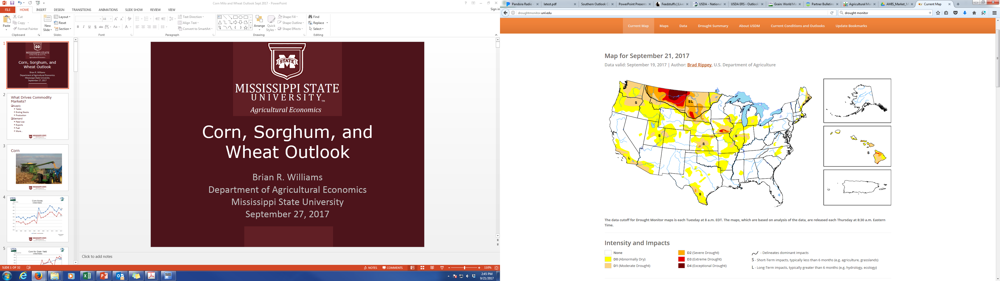 Corn Milo and Wheat Outlook Sept 2017 - PowerPoint
FILE HOME INSERT DESIGN TRANSITIONS ANIMATIONS SLIDE SHOW REVIEW VIEW
Sign in
Paste
Cut
Copy
Format Painter
Clipboard
New Slide
Layout
Reset
Section
Slides
44
Font
Text Direction
Align Text
Convert to SmartArt
Paragraph
Arrange
Quick Styles
Shape Fill
Shape Outline
Shape Effects
Drawing
Find
Replace
Select
Editing
1
MISSISSIPPI STATE
UNIVERSITY
Agricultural Economics
Corn, Sorghum, and
Wheat Outlook
Brian R. Williams
Department of Agricultural Economics
Mississippi State University
September 27, 2017
2
What Drives Commodity
Markets?
Supply
Yields
Ending Stocks
Production
Demand
Feed Use
Exports
Fuel
More...
MISSISSIPPI STATE
3
Corn
MISSISSIPPI STATE
4
USDA
Corn Acres
United States
MISSISSIPPI STATE
5
USDA
Corn for Grain Yield
United States
STATE
MISSISSIPPI STATE
UNIVERSITY™
Agricultural Economics
Corn, Sorghum, and
Wheat Outlook
Brian R. Williams
Department of Agricultural Economics
Mississippi State University
September 27, 2017
Click to add notes
SLIDE 1 OF 32
NOTES COMMENTS 110%
2:45 PM
9/21/2017
Pandora Radio latest.pdf Southern Outlook Co PowerPoint Presenta Feedstuffs | Live USDA - National USDA ERS - Outlook Grain: World Ma Partner Bulletins Agricultural Mar AMIS_Market_M Current Map
droughtmonitor.unl.edu
drought monitor
Current Map Maps Data Drought Summary About USDM Current Conditions and Outlooks Update Bookmarks
Map for September 21, 2017
Data valid: September 19, 2017 | Author: Brad Rippey, U.S. Department of Agriculture
S
SL
S
S
S
S
L
S
S
The data cutoff for Drought Monitor maps is each Tuesday at 8 a.m. EDT. The maps, which are based on analysis of the data, are released each Thursday at 8:30 a.m. Eastern
Time.
Intensity and Impacts
None
D0 (Abnormally Dry)
D1 (Moderate Drought)
D2 (Severe Drought)
D3 (Extreme Drought)
D4 (Exceptional Drought)
- Delineates dominant impacts
S - Short-Term impacts, typically less than 6 months (e.g. agriculture, grasslands)
L - Long-Term impacts, typically greater than 6 months (e.g. hydrology, ecology)